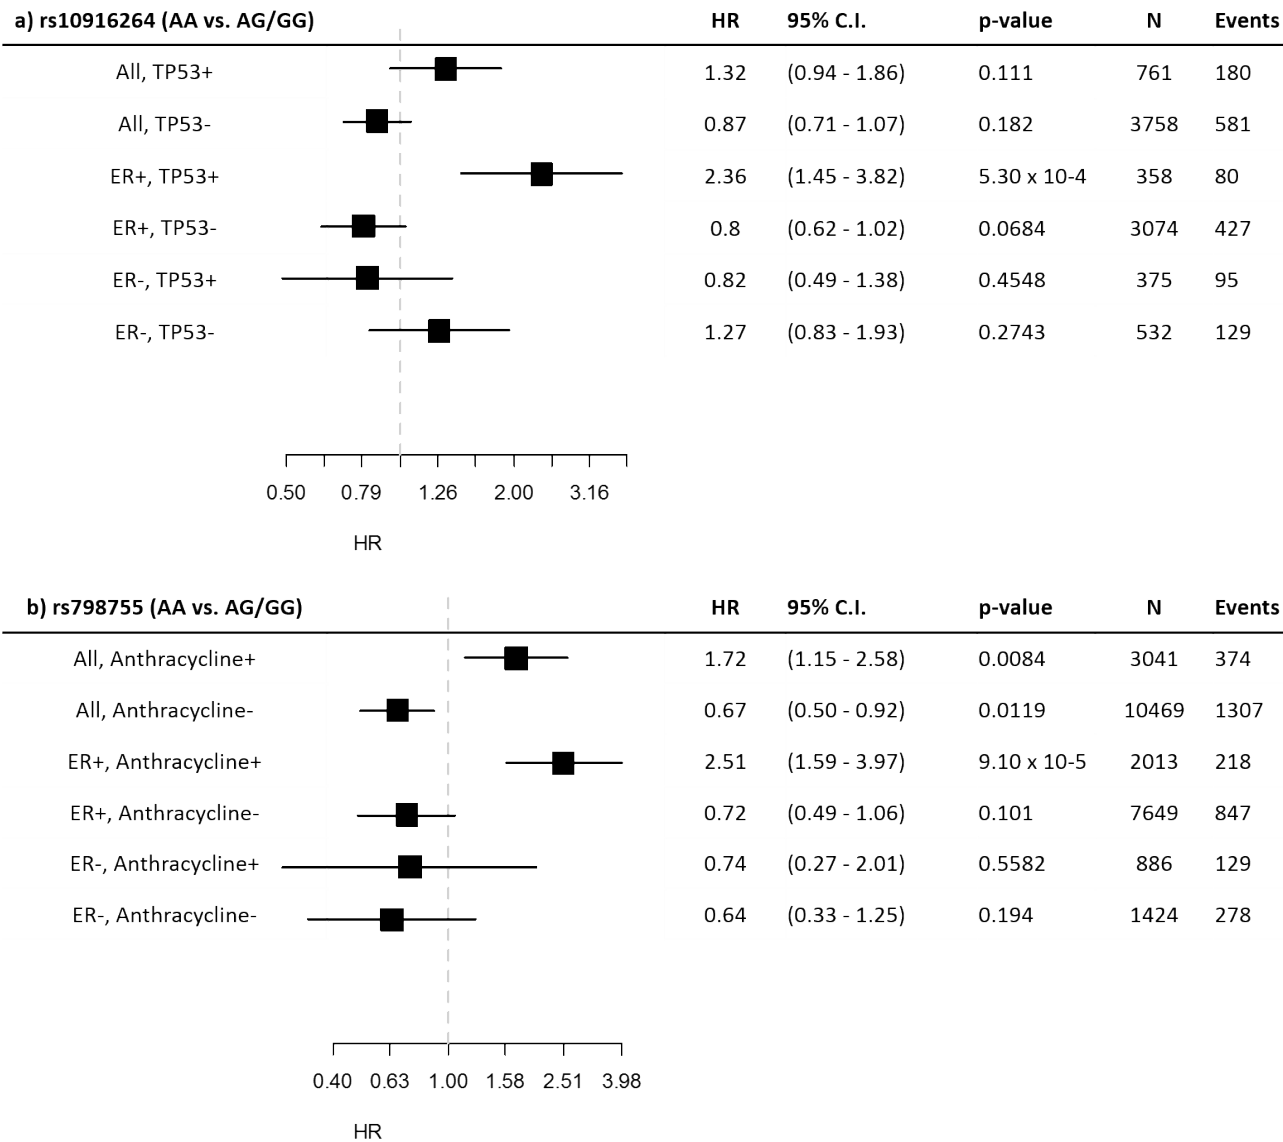 a) rs10916264 (AA vs. AG/GG) HR 95% C.I. p-value N Events
All, TP53+ 1.32 (0.94 - 1.86) 0.111 761 180
All, TP53- 0.87 (0.71 - 1.07) 0.182 3758 581
ER+, TP53+ 2.36 (1.45 - 3.82) 5.30 x 10-4 358 80
ER+, TP53- 0.8 (0.62 - 1.02) 0.0684 3074 427
ER-, TP53+ 0.82 (0.49 - 1.38) 0.4548 375 95
ER-, TP53- 1.27 (0.83 - 1.93) 0.2743 532 129
0.50 0.79 1.26 2.00 3.16
HR
b) rs798755 (AA vs. AG/GG) HR 95% C.I. p-value N Events
All, Anthracycline+ 1.72 (1.15 - 2.58) 0.0084 3041 374
All, Anthracycline- 0.67 (0.50 - 0.92) 0.0119 10469 1307
ER+, Anthracycline+ 2.51 (1.59 - 3.97) 9.10 x 10-5 2013 218
ER+, Anthracycline- 0.72 (0.49 - 1.06) 0.101 7649 847
ER-, Anthracycline+ 0.74 (0.27 - 2.01) 0.5582 886 129
ER-, Anthracycline- 0.64 (0.33 - 1.25) 0.194 1424 278
0.40 0.63 1.00 1.58 2.51 3.98
HR